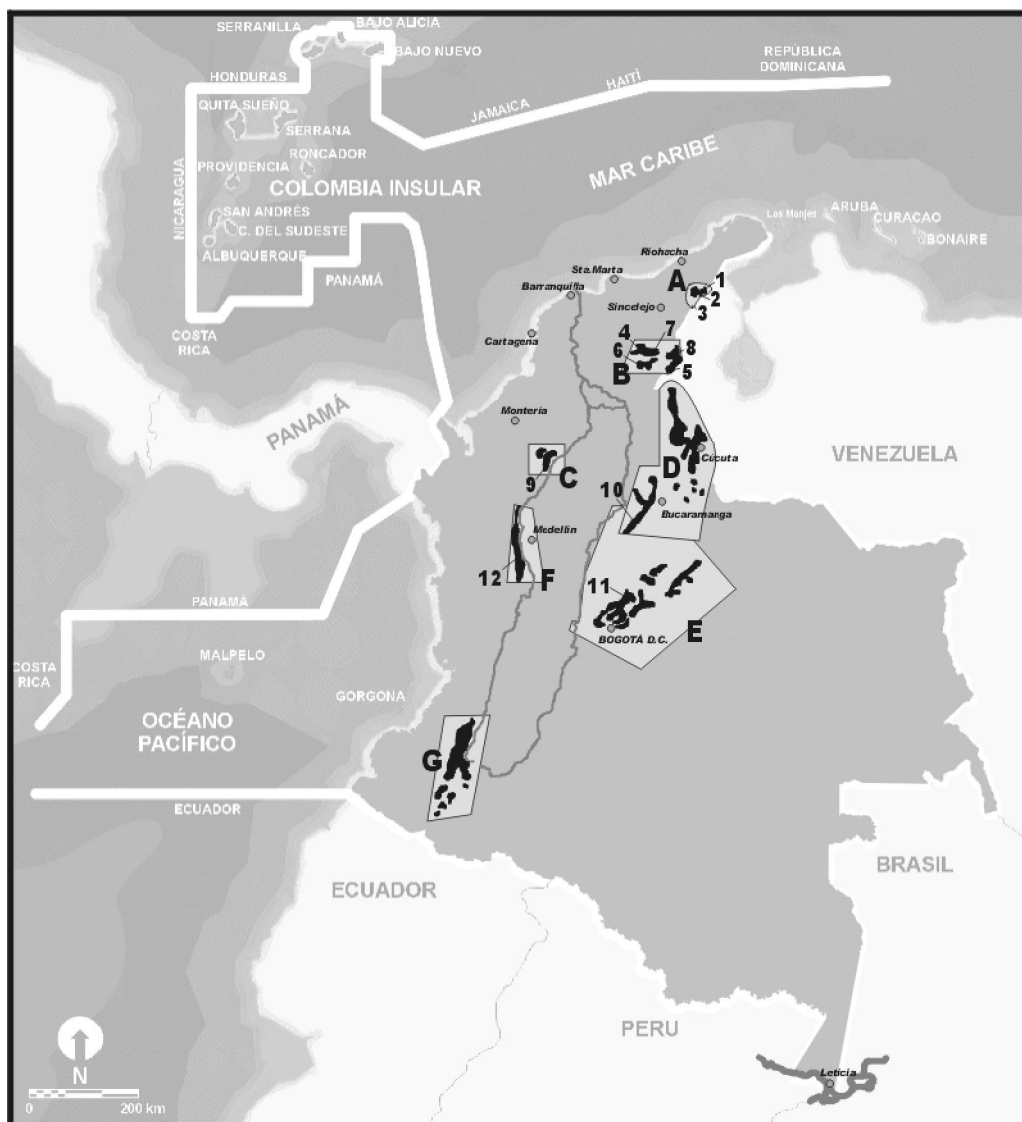 BAJO ALICIA
SERRANILLA
BAJO NUEVO
REPÚBLICA
DOMINICANA
HONDURAS
HAITÍ
QUITA SUEÑO
JAMAICA
SERRANA
MAR CARIBE
RONCADOR
PROVIDENCIA
COLOMBIA INSULAR
NICARAGUA
SAN ANDRÉS
C. DEL SUDESTE
ALBUQUERQUE
Los Monjes
ARUBA
CURACAO
BONAIRE
PANAMÁ
COSTA
RICA
Riohacha
Sta.Marta
A
1
2
3
Barranquilla
Sincelejo
Cartagena
4
7
6
8
B
5
PANAMÁ
Montería
VENEZUELA
C
9
D
Cúcuta
10
Bucaramanga
Medellín
12
F
11
E
BOGOTÁ D.C.
PANAMÁ
COSTA
RICA
MALPELO
GORGONA
OCÉANO
PACÍFICO
G
ECUADOR
ECUADOR
BRASIL
PERU
N
0
200 km
Leticia